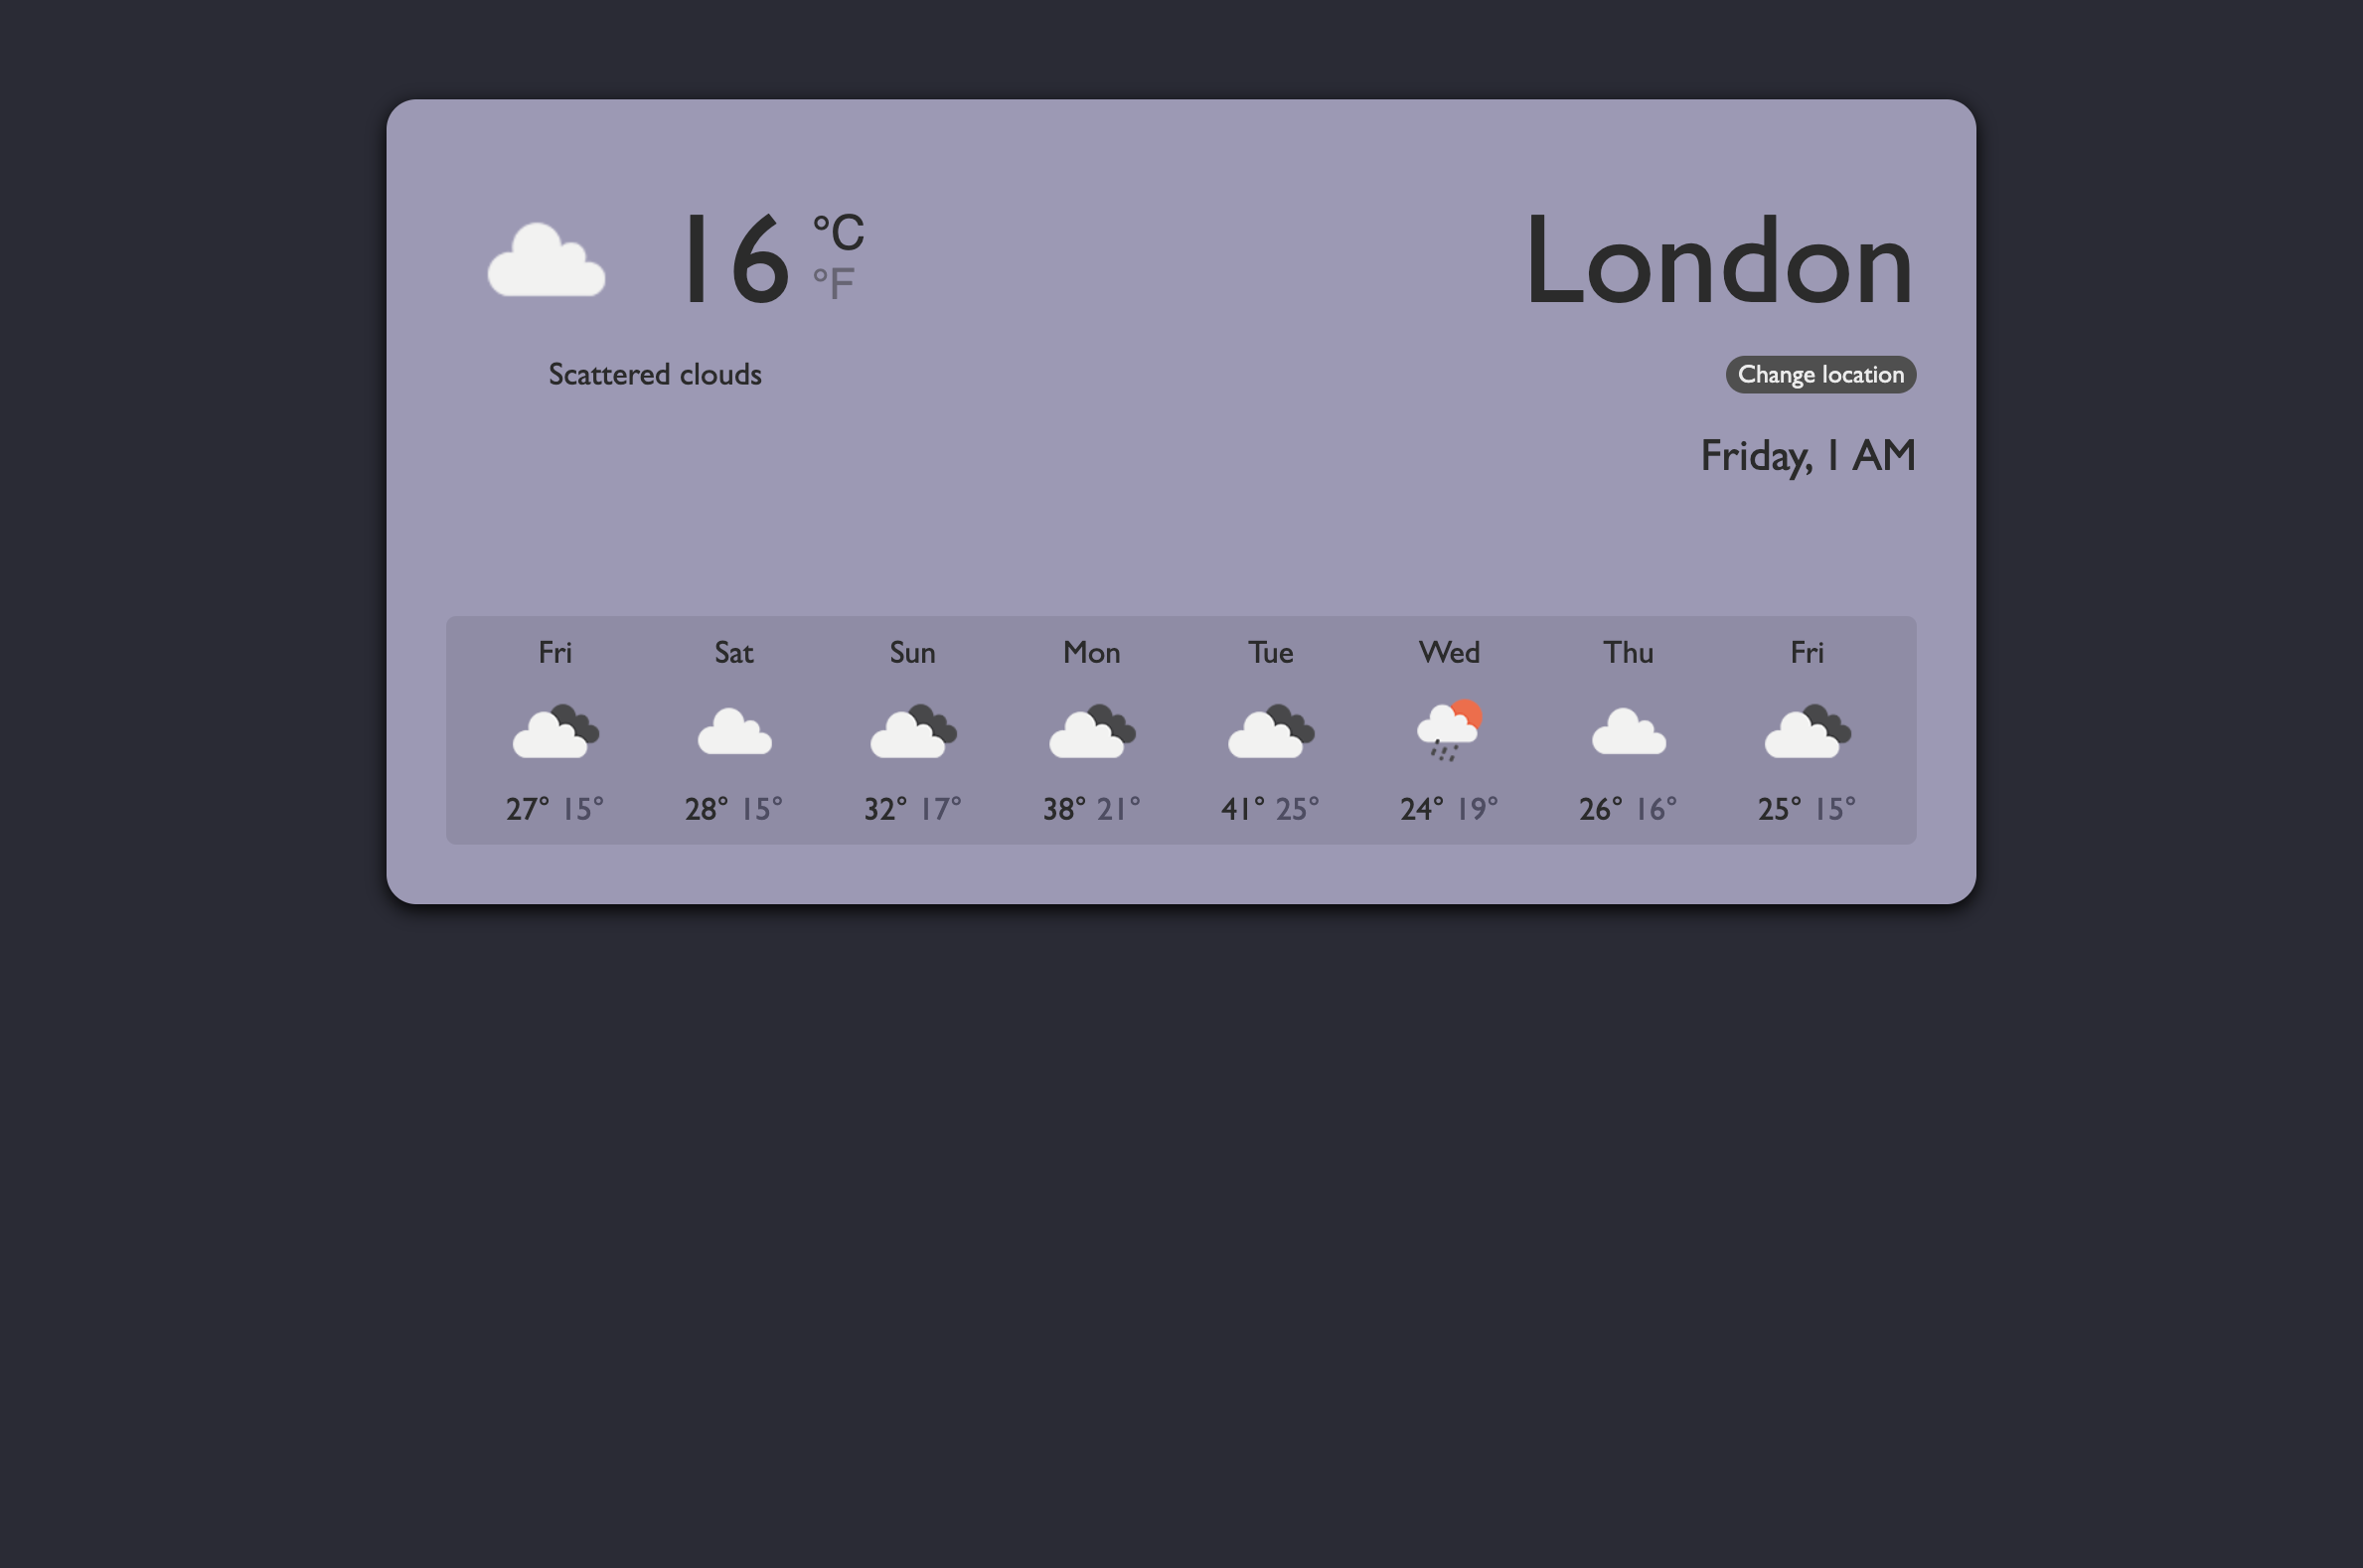 16 °C
°F
London
Scattered clouds
Change location
Friday, 1 AM
Fri Sat Sun Mon Tue Wed Thu Fri
27° 15° 28° 15° 32° 17° 38° 21° 41° 25° 24° 19° 26° 16° 25° 15°